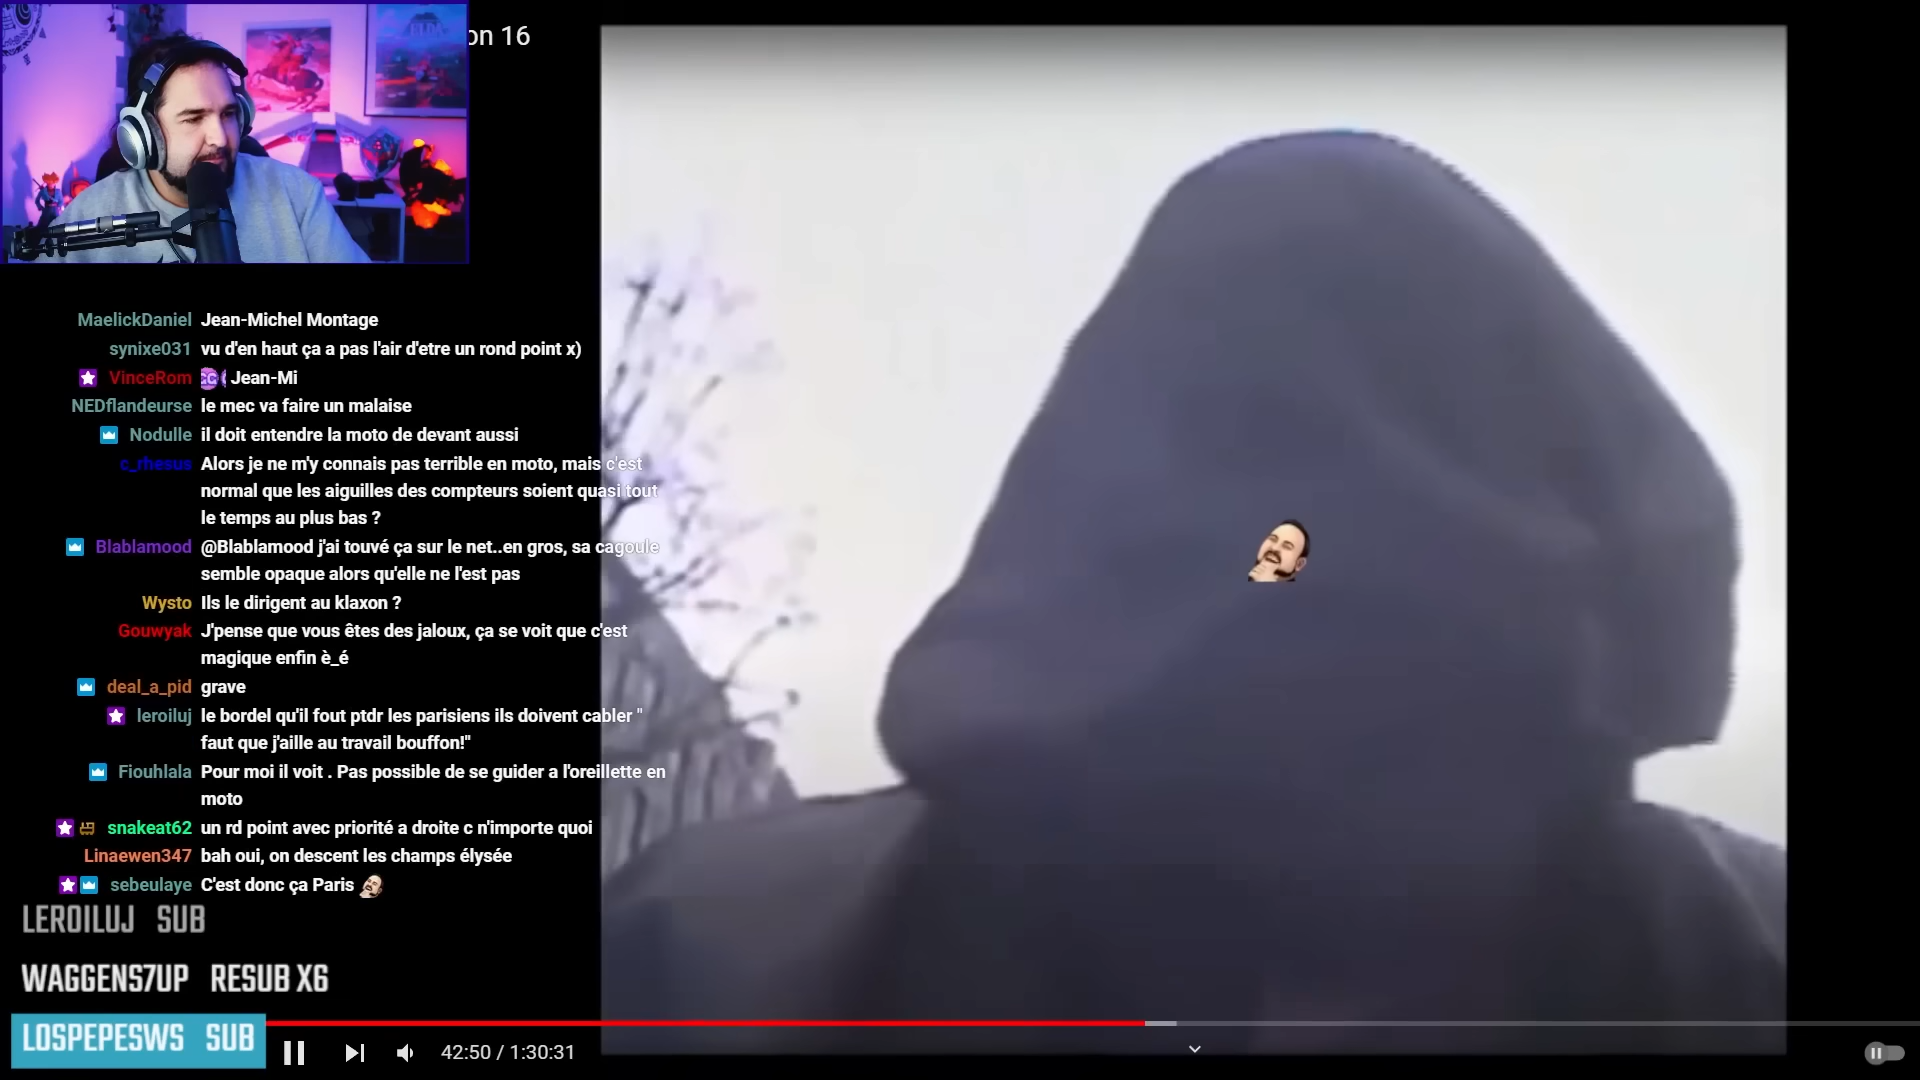 on 16
MaelickDaniel Jean-Michel Montage
synixe031 vu d'en haut ça a pas l'air d'etre un rond point x)
VinceRom Jean-Mi
NEDflandeurse le mec va faire un malaise
Nodulle il doit entendre la moto de devant aussi
c_rhesus Alors je ne m'y connais pas terrible en moto, mais c'est
normal que les aiguilles des compteurs soient quasi tout
le temps au plus bas ?
Blablamood @Blablamood j'ai touvé ça sur le net..en gros, sa cagoule
semble opaque alors qu'elle ne l'est pas
Wysto Ils le dirigent au klaxon ?
Gouwyak J'pense que vous êtes des jaloux, ça se voit que c'est
magique enfin è_é
deal_a_pid grave
leroiluj le bordel qu'il fout ptdr les parisiens ils doivent cabler "
faut que j'aille au travail bouffon!"
Fiouhlala Pour moi il voit . Pas possible de se guider a l'oreillette en
moto
snakeat62 un rd point avec priorité a droite c n'importe quoi
Linaewen347 bah oui, on descent les champs élysée
sebeulaye C'est donc ça Paris
LEROILUJ SUB
WAGGENS7UP RESUB X6
LOSPEPESWS SUB
42:50 / 1:30:31